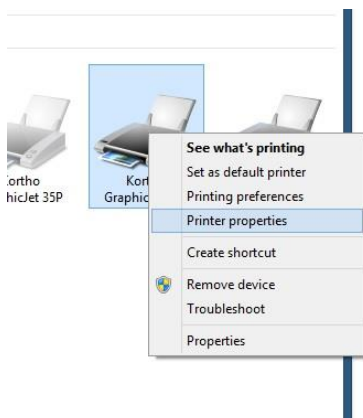 ortho
hicJet 35P
Kort
Graphic
See what's printing
Set as default printer
Printing preferences
Printer properties
Create shortcut
Remove device
Troubleshoot
Properties